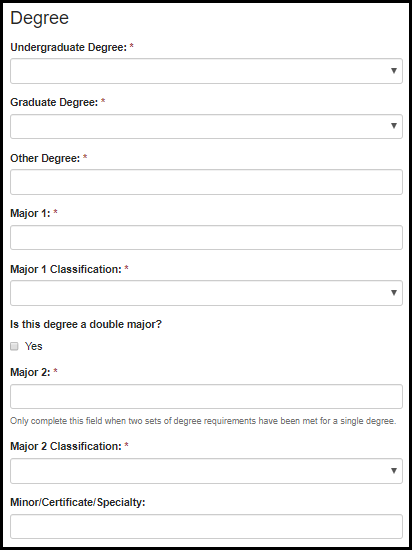 Degree
Undergraduate Degree: *
Graduate Degree: *
Other Degree: *
Major 1: *
Major 1 Classification: *
Is this degree a double major?
Yes
Major 2: *
Only complete this field when two sets of degree requirements have been met for a single degree.
Major 2 Classification: *
Minor/Certificate/Specialty: